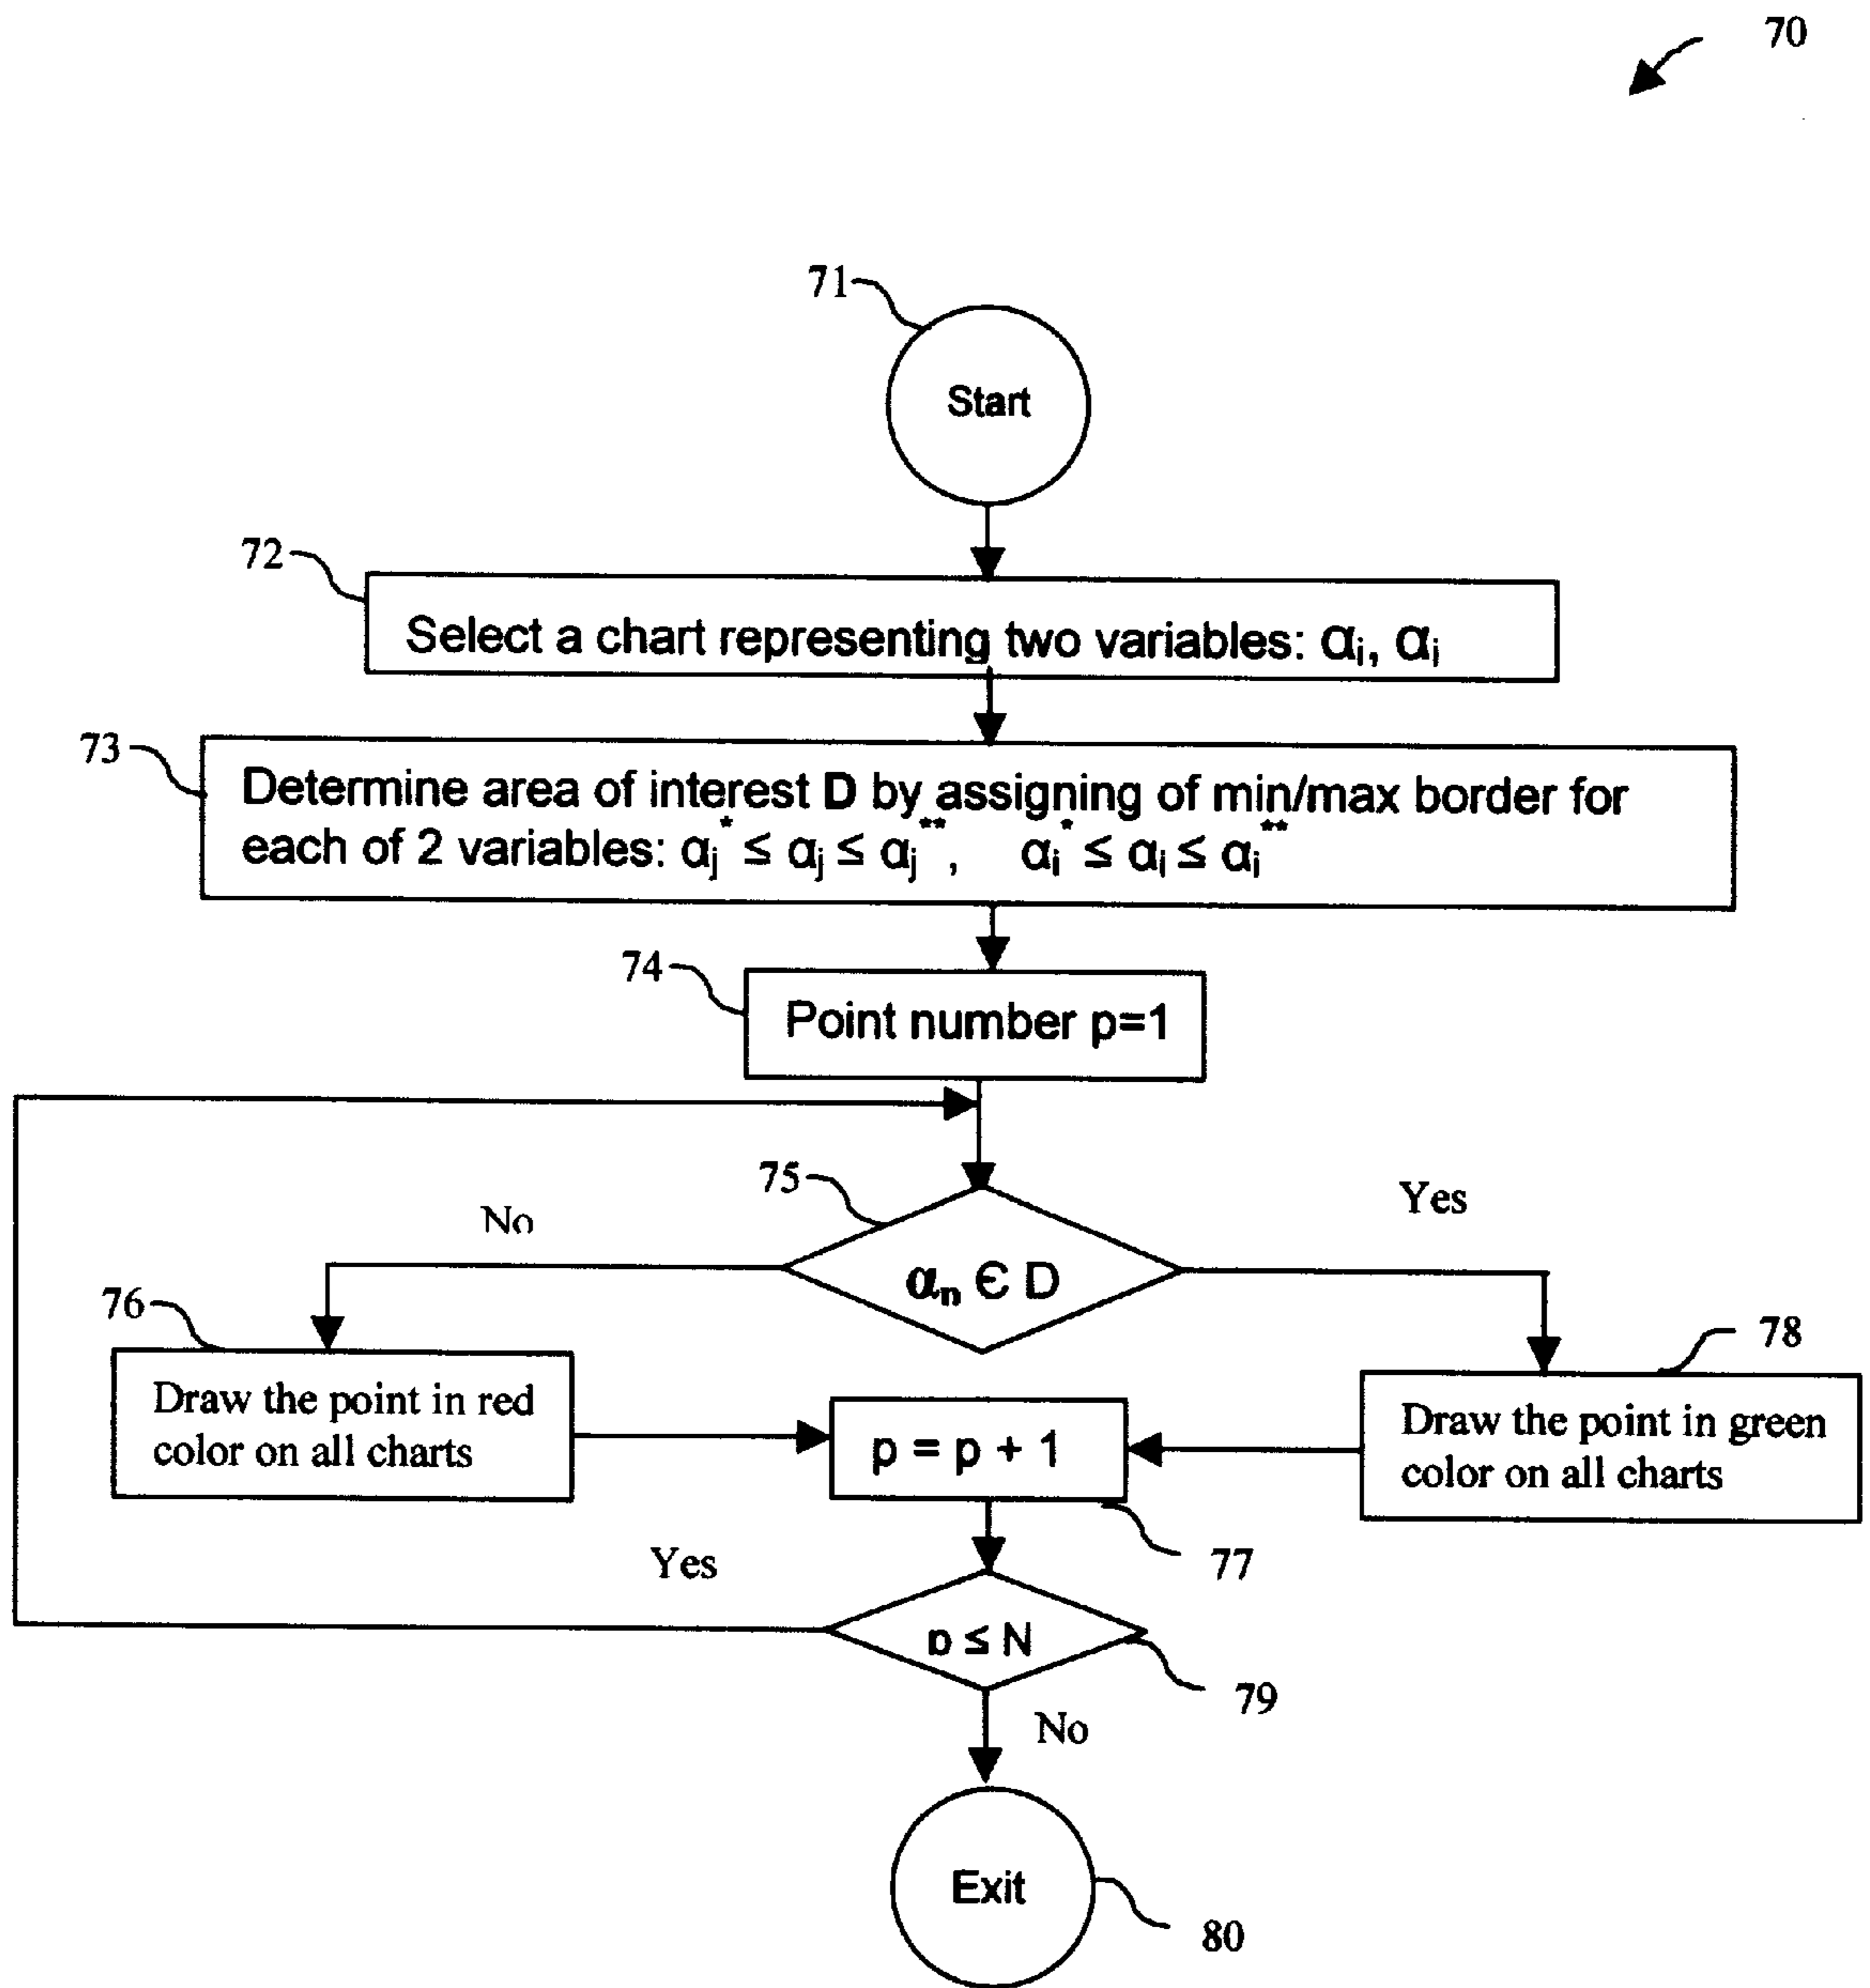 70
71
Start
72
Select a chart representing two variables: αi, αj
73
Determine area of interest D by assigning of min/max border for
each of 2 variables: αj* ≤ αj ≤ αj**, αi* ≤ αi ≤ αi**
74
Point number p=1
75
No
Yes
αn Є D
76
78
Draw the point in red
color on all charts
p = p + 1
Draw the point in green
color on all charts
77
Yes
p ≤ N
79
No
Exit
80